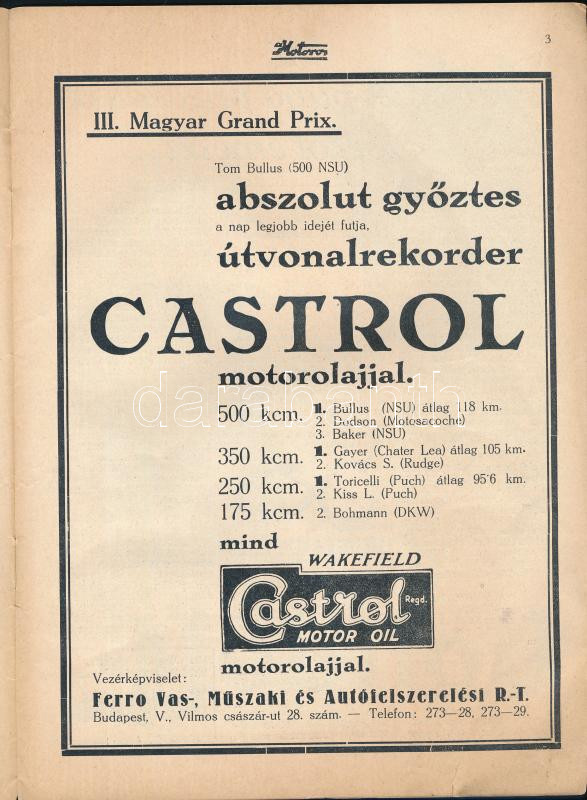 a Motoros
3
III. Magyar Grand Prix.
Tom Bullus (500 NSU)
abszolut győztes
a nap legjobb idejét futja,
útvonalrekorder
CASTROL
motorolajjal.
darabanth
500 kcm. 1. Bullus (NSU) átlag 118 km.
2. Dodson (Motosacoche)
3. Baker (NSU)
350 kcm. 1. Gayer (Chater Lea) átlag 105 km.
2. Kovács S. (Rudge)
250 kcm. 1. Toricelli (Puch) átlag 95·6 km.
2. Kiss L. (Puch)
175 kcm. 2. Bohmann (DKW)
mind
WAKEFIELD
Castrol Regd.
MOTOR OIL
motorolajjal.
Vezérképviselet:
Ferro Vas-, Műszaki és Autófelszerelési R.-T.
Budapest, V., Vilmos császár-ut 28. szám. — Telefon: 273—28, 273—29.